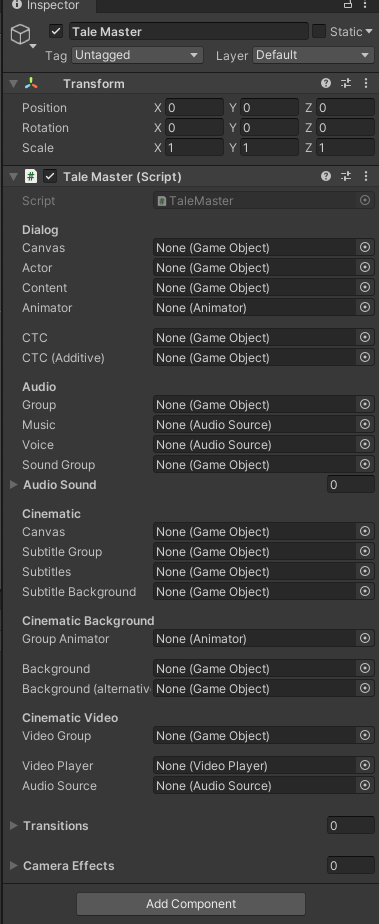 Inspector
Tale Master Static
Tag Untagged Layer Default
Transform
Position X 0 Y 0 Z 0
Rotation X 0 Y 0 Z 0
Scale X 1 Y 1 Z 1
# Tale Master (Script)
Script # TaleMaster
Dialog
Canvas None (Game Object)
Actor None (Game Object)
Content None (Game Object)
Animator None (Animator)
CTC None (Game Object)
CTC (Additive) None (Game Object)
Audio
Group None (Game Object)
Music None (Audio Source)
Voice None (Audio Source)
Sound Group None (Game Object)
Audio Sound 0
Cinematic
Canvas None (Game Object)
Subtitle Group None (Game Object)
Subtitles None (Game Object)
Subtitle Background None (Game Object)
Cinematic Background
Group Animator None (Animator)
Background None (Game Object)
Background (alternativ None (Game Object)
Cinematic Video
Video Group None (Game Object)
Video Player None (Video Player)
Audio Source None (Audio Source)
Transitions 0
Camera Effects 0
Add Component